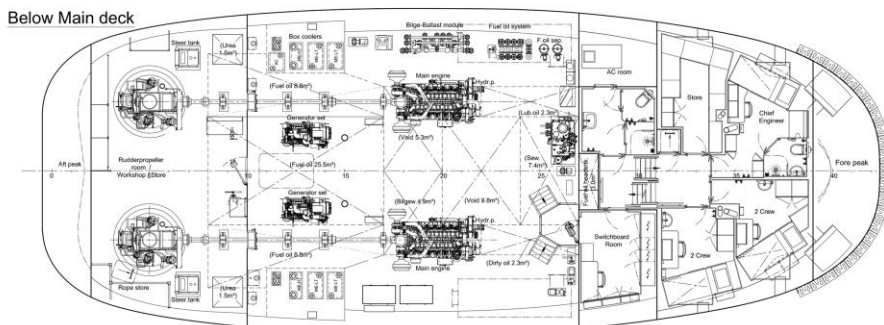 Below Main deck
Steer tank
(Urea
1.5m³)
Box coolers
Bilge-Ballast module
Fuel oil system
F.oil sep.
AC room
Store
Chief
Engineer
Main engine
Hydr.p.
(Fuel oil 8.8m³)
Generator set
(Void 5.3m³)
(Lub oil 2.3m³)
(Sew.
7.4m³)
Aft peak
Rudderpropeller
room /
Workshop &Store
(Fuel oil 25.5m³)
Fuel oil
Fore peak
0
5
10
15
20
25
30
35
40
Generator set
(Bilgew.4.9m³)
(Void 9.8m³)
Hydr.p.
Switchboard
Room
2 Crew
2 Crew
(Fuel oil 8.8m³)
Main engine
(Dirty oil 2.3m³)
Rope store
Steer tank
(Urea
1.5m³)